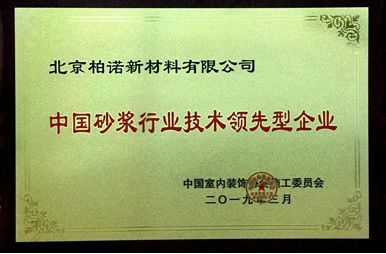 北京柏诺新材料有限公司
中国砂浆行业技术领先型企业
中国室内装饰 工委员会
二〇一九年三月